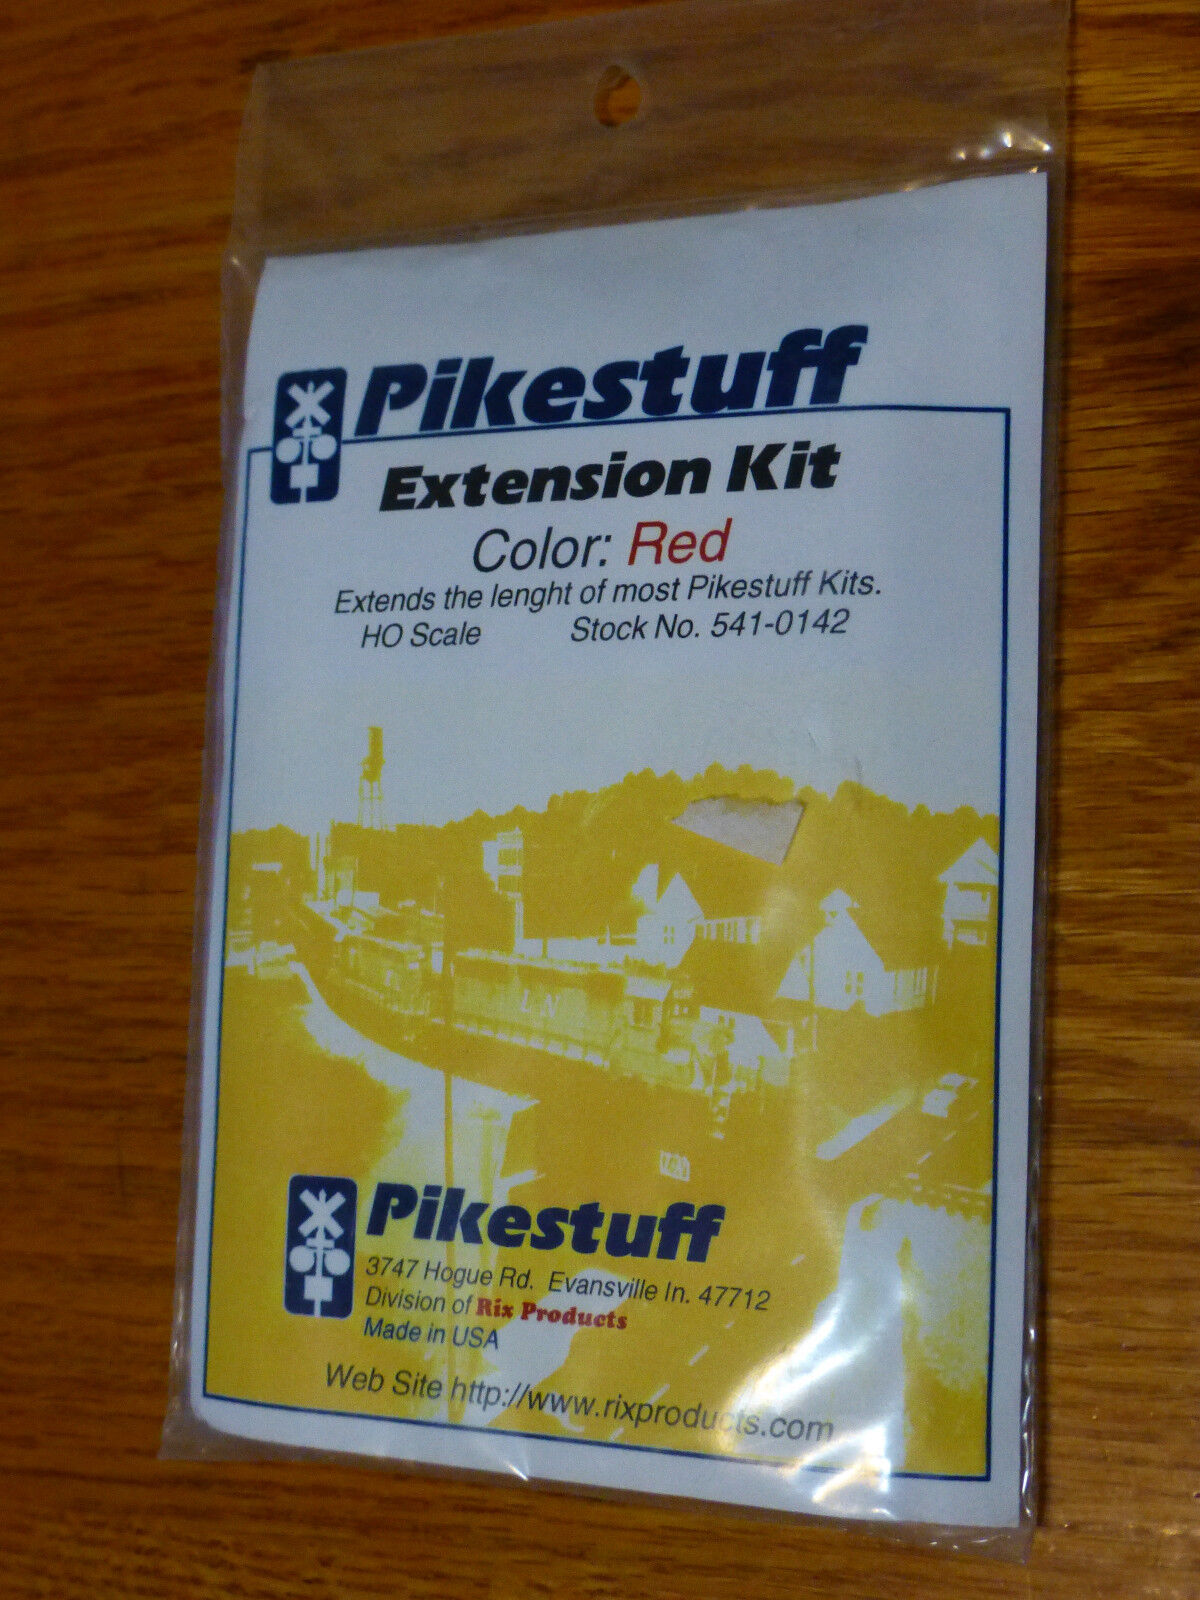 Pikestuff
Extension Kit
Color: Red
Extends the lenght of most Pikestuff Kits.
HO Scale Stock No. 541-0142
LN
Pikestuff
3747 Hogue Rd. Evansville In. 47712
Division of Rix Products
Made in USA
Web Site http://www.rixproducts.com